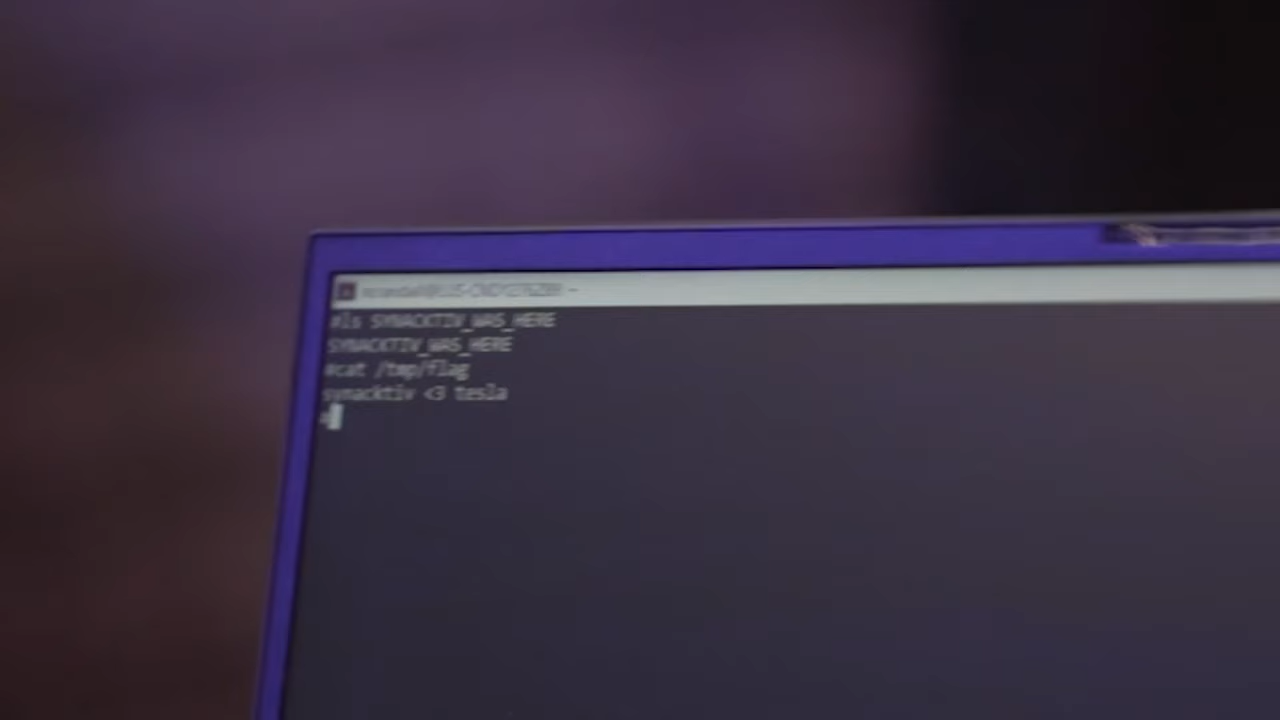 #ls SYNACKTIV_WAS_HERE
SYNACKTIV_WAS_HERE
#cat /tmp/flag
synacktiv <3 tesla
#